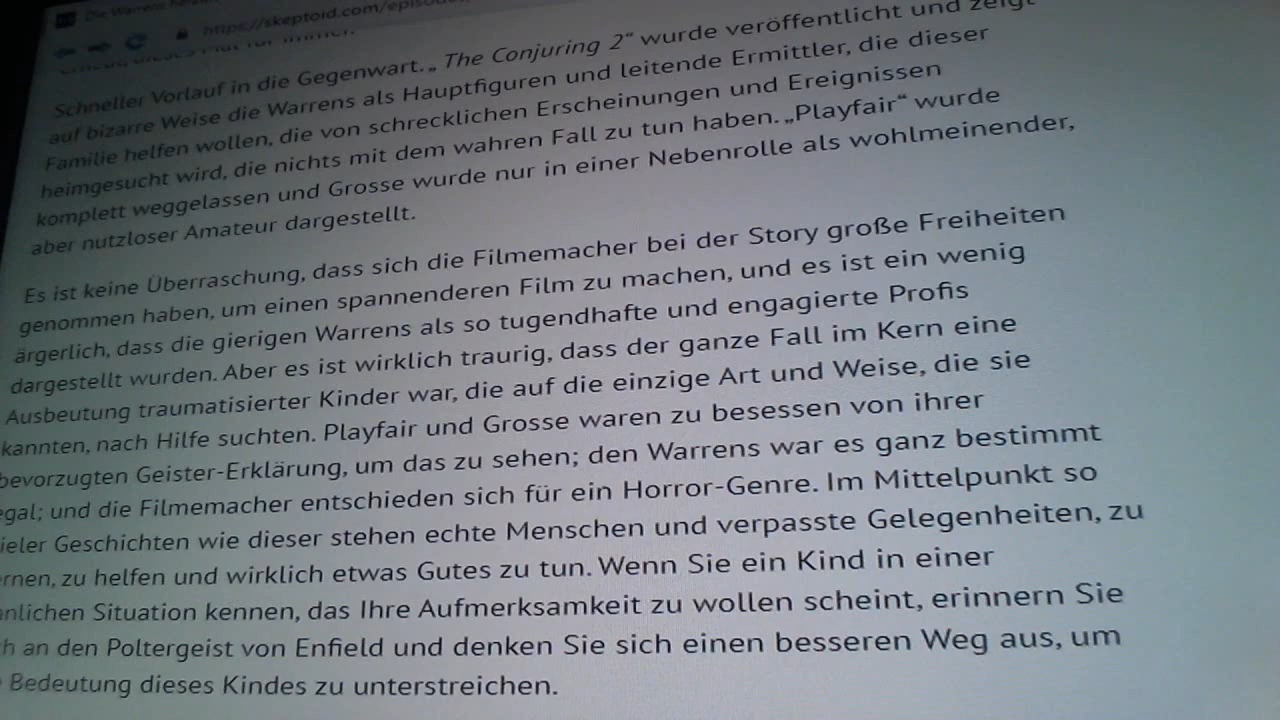 Die Warrens
https://skeptoid.com/episodes
Schneller Vorlauf in die Gegenwart. „ The Conjuring 2“ wurde veröffentlicht und zeigt
auf bizarre Weise die Warrens als Hauptfiguren und leitende Ermittler, die dieser
Familie helfen wollen, die von schrecklichen Erscheinungen und Ereignissen
heimgesucht wird, die nichts mit dem wahren Fall zu tun haben. „Playfair“ wurde
komplett weggelassen und Grosse wurde nur in einer Nebenrolle als wohlmeinender,
aber nutzloser Amateur dargestellt.
Es ist keine Überraschung, dass sich die Filmemacher bei der Story große Freiheiten
genommen haben, um einen spannenderen Film zu machen, und es ist ein wenig
ärgerlich, dass die gierigen Warrens als so tugendhafte und engagierte Profis
dargestellt wurden. Aber es ist wirklich traurig, dass der ganze Fall im Kern eine
Ausbeutung traumatisierter Kinder war, die auf die einzige Art und Weise, die sie
kannten, nach Hilfe suchten. Playfair und Grosse waren zu besessen von ihrer
bevorzugten Geister-Erklärung, um das zu sehen; den Warrens war es ganz bestimmt
egal; und die Filmemacher entschieden sich für ein Horror-Genre. Im Mittelpunkt so
ieler Geschichten wie dieser stehen echte Menschen und verpasste Gelegenheiten, zu
rnen, zu helfen und wirklich etwas Gutes zu tun. Wenn Sie ein Kind in einer
nlichen Situation kennen, das Ihre Aufmerksamkeit zu wollen scheint, erinnern Sie
h an den Poltergeist von Enfield und denken Sie sich einen besseren Weg aus, um
Bedeutung dieses Kindes zu unterstreichen.